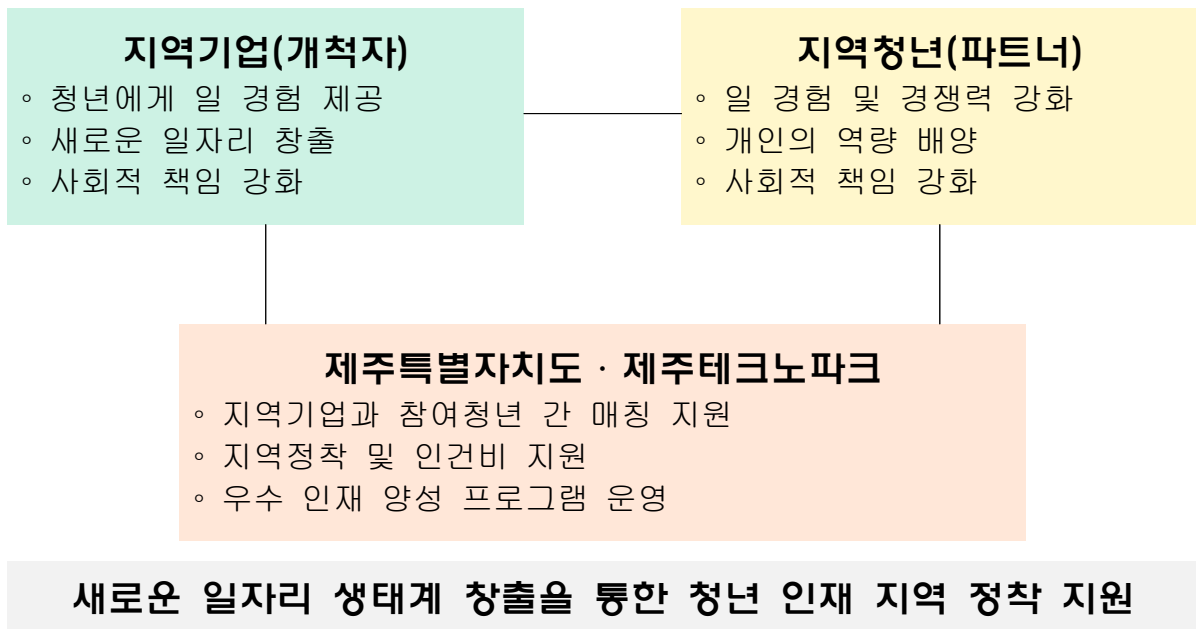 지역기업(개척자)
◦ 청년에게 일 경험 제공
◦ 새로운 일자리 창출
◦ 사회적 책임 강화
지역청년(파트너)
◦ 일 경험 및 경쟁력 강화
◦ 개인의 역량 배양
◦ 사회적 책임 강화
제주특별자치도 · 제주테크노파크
◦ 지역기업과 참여청년 간 매칭 지원
◦ 지역정착 및 인건비 지원
◦ 우수 인재 양성 프로그램 운영
새로운 일자리 생태계 창출을 통한 청년 인재 지역 정착 지원